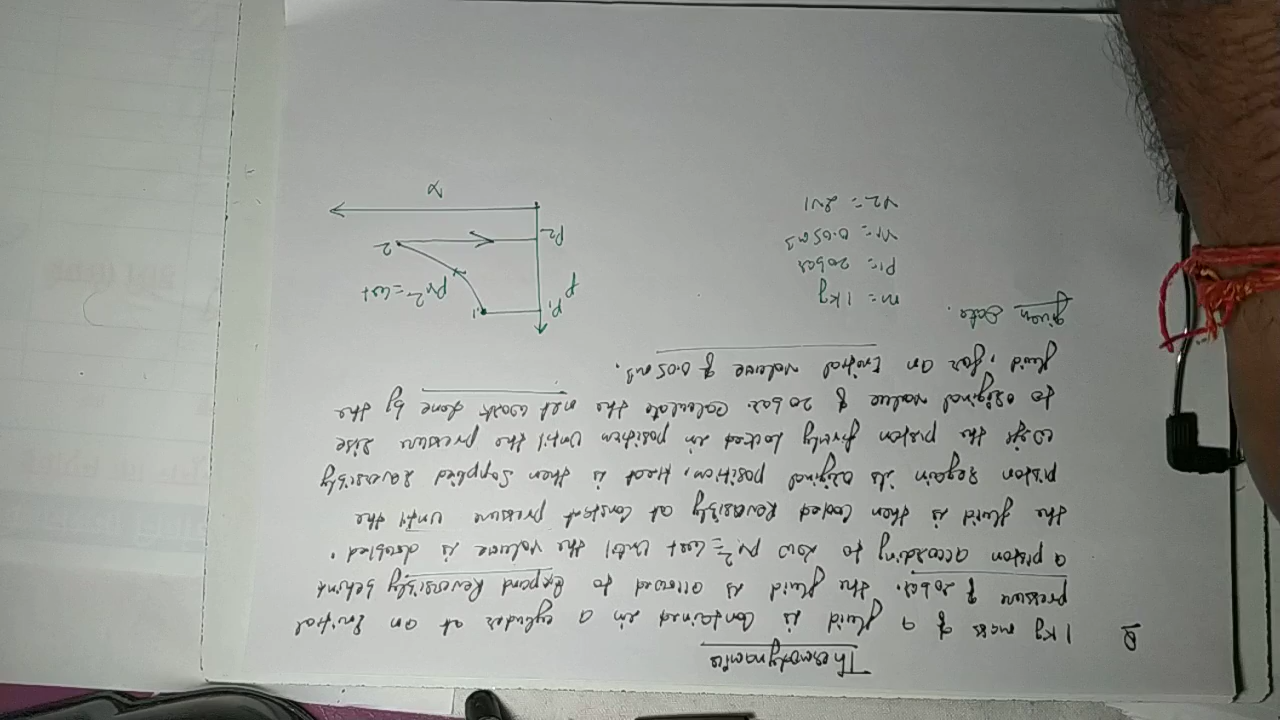 Thermodynamics
Q 1 Kg mass of a fluid is Contained in a cylinder at an Initial
pressure of 20 bar. the fluid is allowed to Expand Reversibly behind
a piston according to law pv²= Cost until the volume is doubled.
the fluid is then Cooled Reversibly at Constant pressure until the
piston regain its original position, Heat is then Supplied reversibly
with the piston firmly Locked in position until the pressure rise
to original value of 20 bar. Calculate the net work done by the
fluid, for an Initial volume of 0.05 m³.
given Data.
m = 1 kg
P1 = 20 bar
V1 = 0.05 m³
V2 = 2V1
P1
1
P
pv²= Cost
2
P2